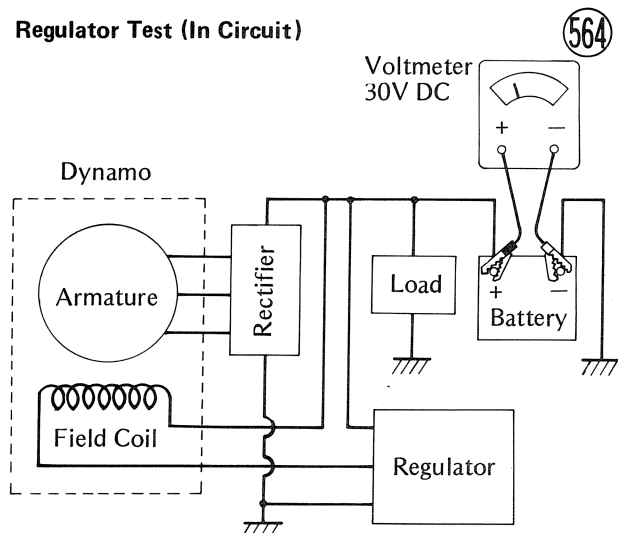 Regulator Test (In Circuit)
564
Voltmeter
30V DC
+ −
Dynamo
Armature
Rectifier
Load
+ −
Battery
Field Coil
Regulator